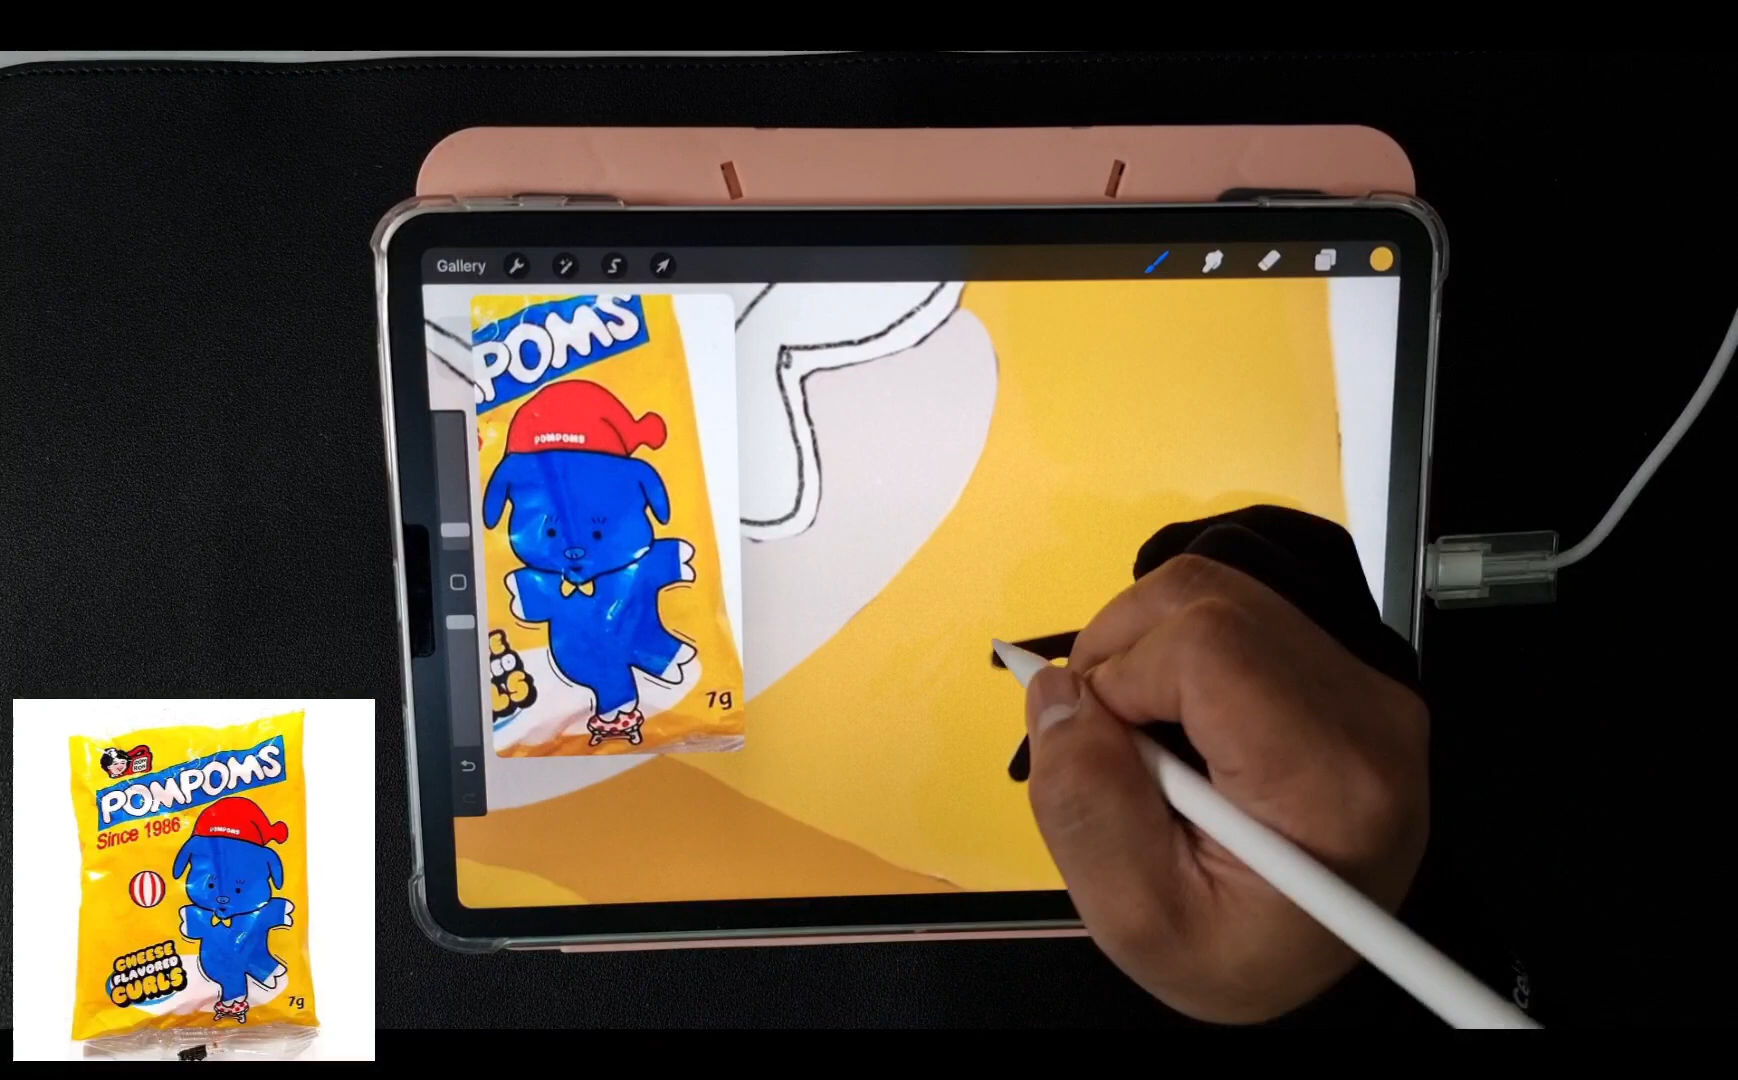 Gallery
POMS
POMPOMS
7g
POMPOMS
Since 1986
POMPOMS
CHEESE
FLAVORED
CURLS
7g